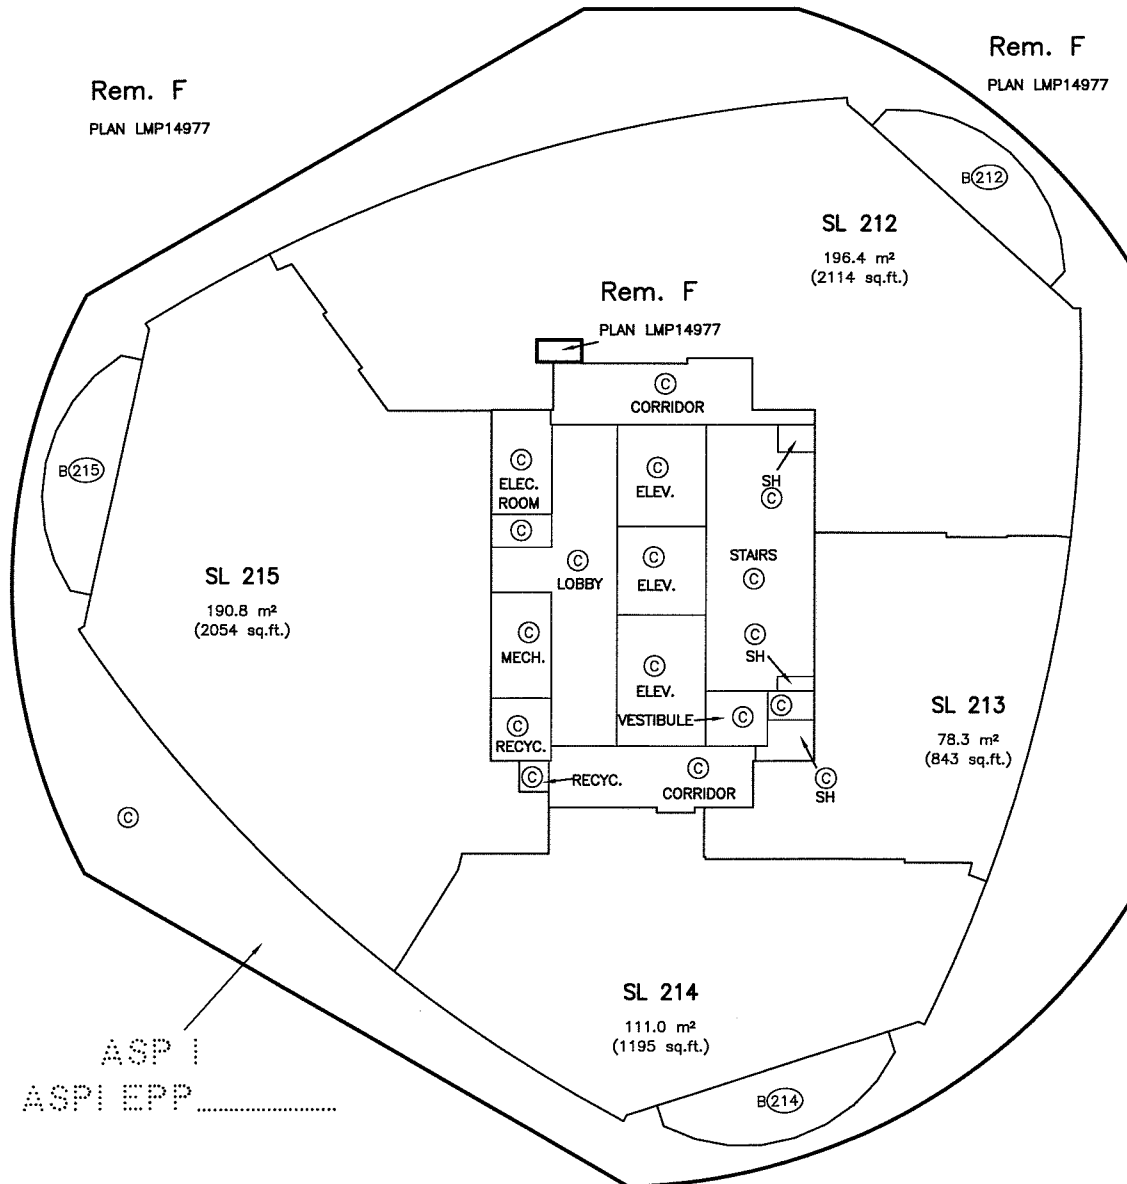 Rem. F
PLAN LMP14977
Rem. F
PLAN LMP14977
B 212
SL 212
196.4 m²
(2114 sq.ft.)
Rem. F
PLAN LMP14977
C
CORRIDOR
C
ELEC.
ROOM
C
C
ELEV.
SH
C
B 215
C
LOBBY
C
ELEV.
STAIRS
C
SL 215
190.8 m²
(2054 sq.ft.)
C
MECH.
C
ELEV.
C
SH
C
RECYC.
VESTIBULE
C
C
SL 213
78.3 m²
(843 sq.ft.)
C
RECYC.
C
CORRIDOR
C
SH
C
SL 214
111.0 m²
(1195 sq.ft.)
ASP I
ASPI EPP
B 214